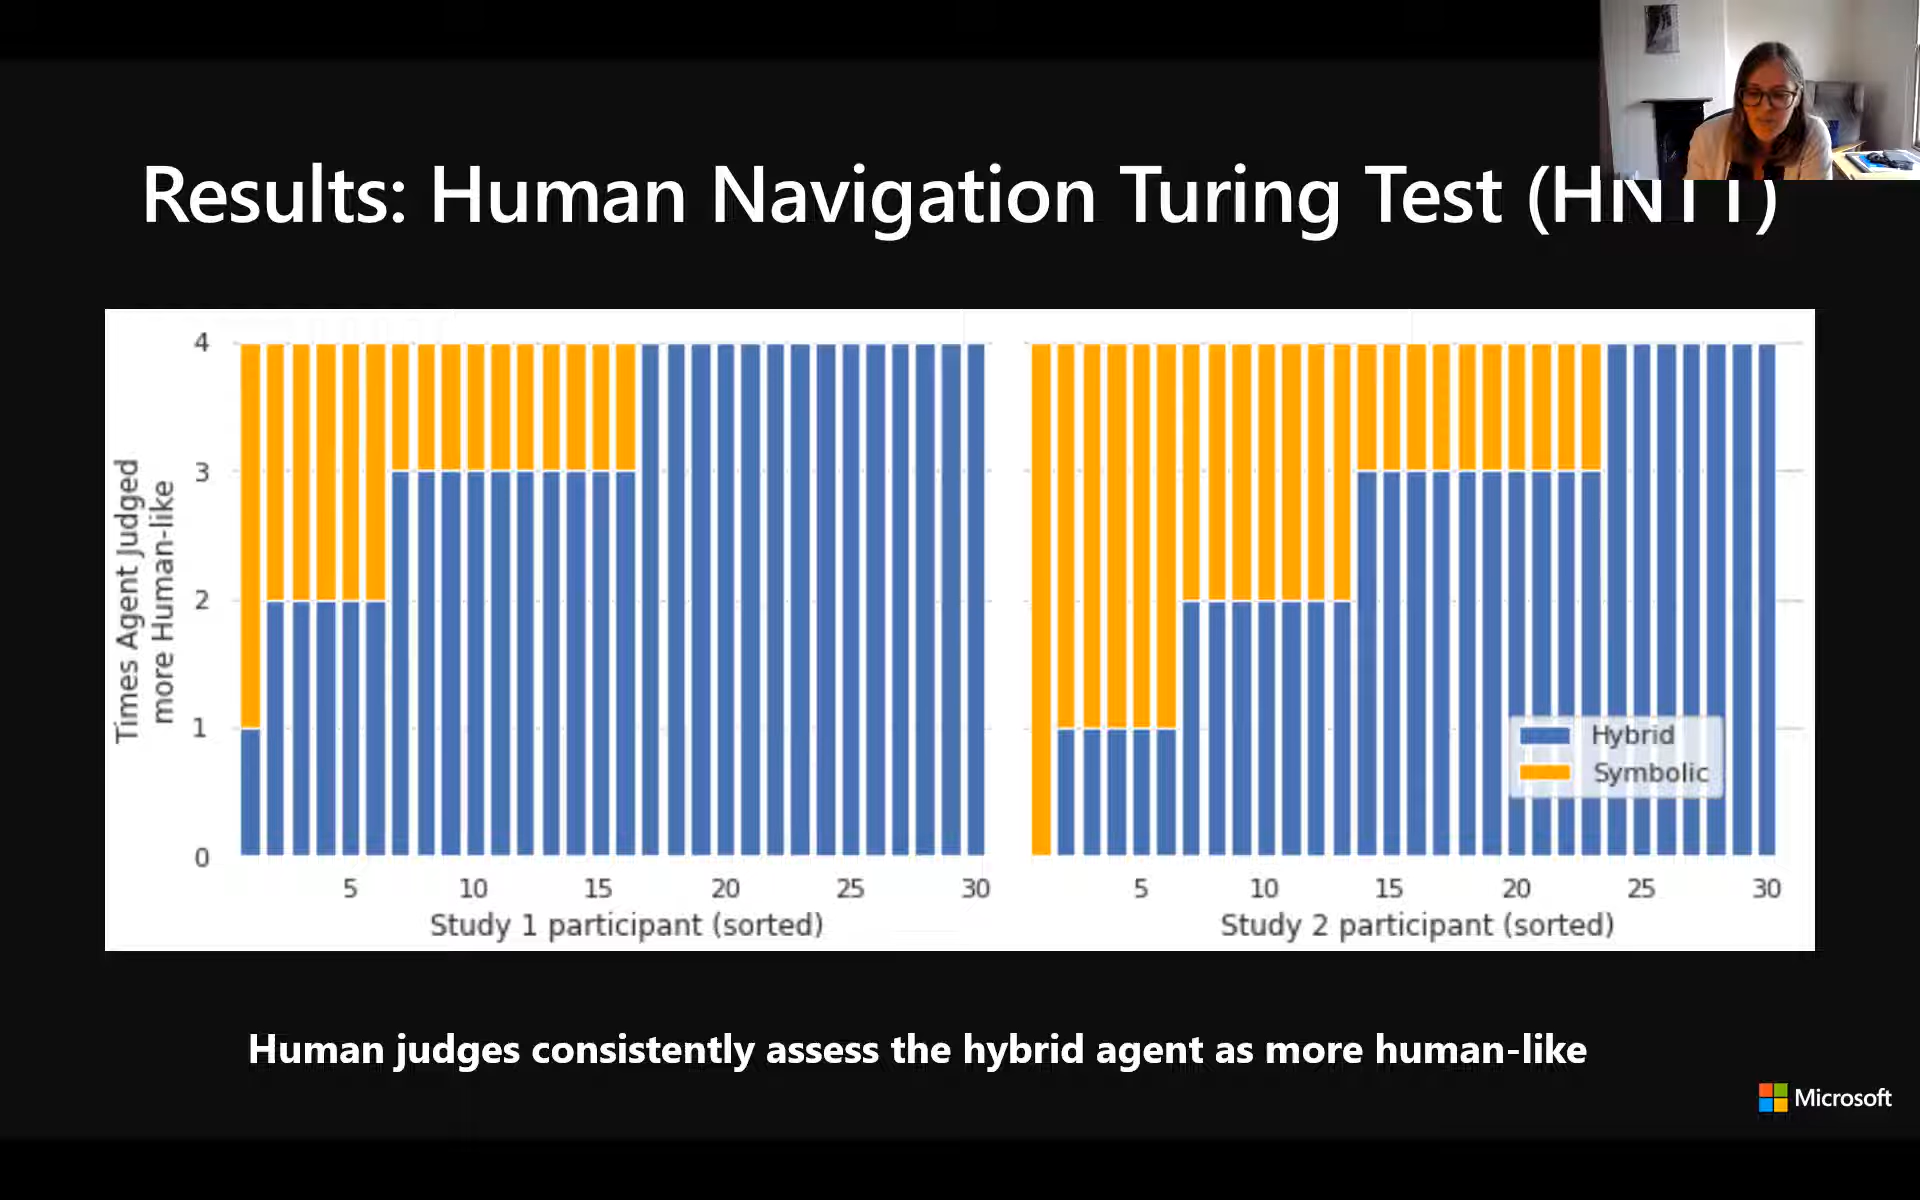 Results: Human Navigation Turing Test (HNTT)
4
3
2
1
0
Times Agent Judged
more Human-like
5 10 15 20 25 30
Study 1 participant (sorted)
5 10 15 20 25 30
Study 2 participant (sorted)
Hybrid
Symbolic
Human judges consistently assess the hybrid agent as more human-like
Microsoft